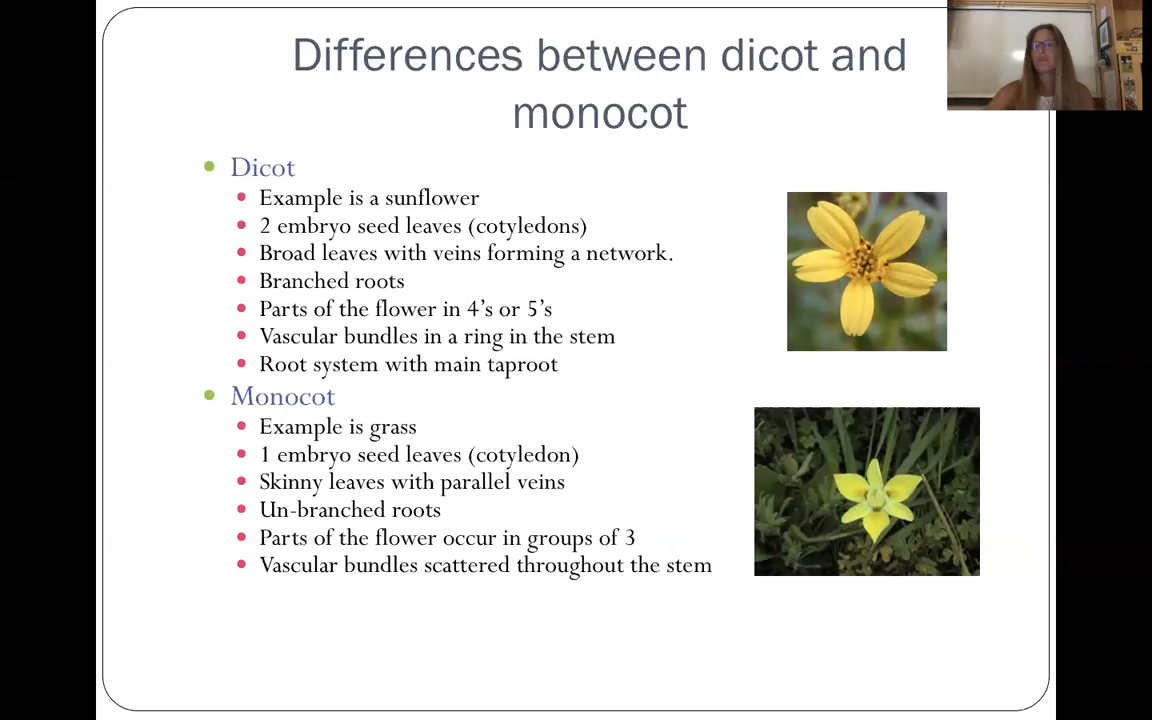 Differences between dicot and
monocot
Dicot
Example is a sunflower
2 embryo seed leaves (cotyledons)
Broad leaves with veins forming a network.
Branched roots
Parts of the flower in 4’s or 5’s
Vascular bundles in a ring in the stem
Root system with main taproot
Monocot
Example is grass
1 embryo seed leaves (cotyledon)
Skinny leaves with parallel veins
Un-branched roots
Parts of the flower occur in groups of 3
Vascular bundles scattered throughout the stem